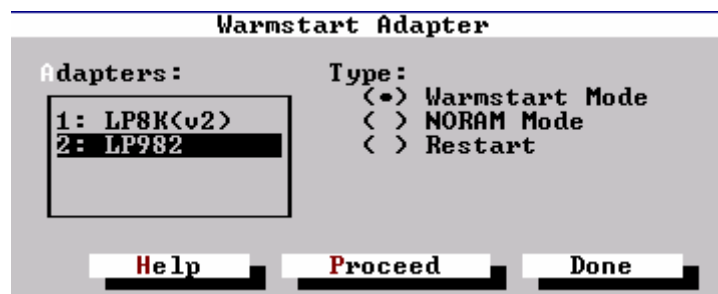 Warmstart Adapter
Adapters:
Type:
(•) Warmstart Mode
1: LP8K(v2)
( ) NORAM Mode
2: LP982
( ) Restart
Help Proceed Done